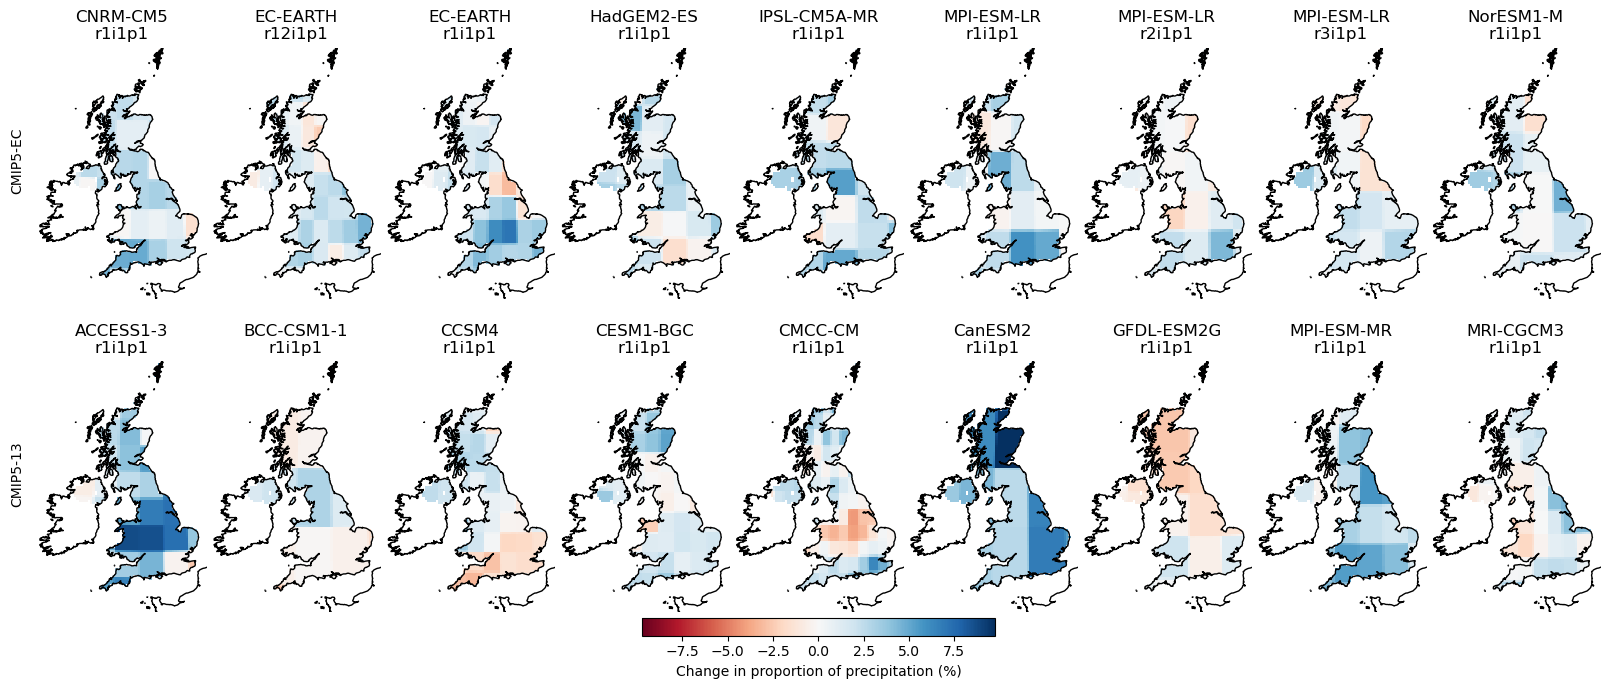 CNRM-CM5 EC-EARTH EC-EARTH HadGEM2-ES IPSL-CM5A-MR MPI-ESM-LR MPI-ESM-LR MPI-ESM-LR NorESM1-M
r1i1p1 r12i1p1 r1i1p1 r1i1p1 r1i1p1 r1i1p1 r2i1p1 r3i1p1 r1i1p1
CMIP5-EC
ACCESS1-3 BCC-CSM1-1 CCSM4 CESM1-BGC CMCC-CM CanESM2 GFDL-ESM2G MPI-ESM-MR MRI-CGCM3
r1i1p1 r1i1p1 r1i1p1 r1i1p1 r1i1p1 r1i1p1 r1i1p1 r1i1p1 r1i1p1
CMIP5-13
−7.5 −5.0 −2.5 0.0 2.5 5.0 7.5
Change in proportion of precipitation (%)